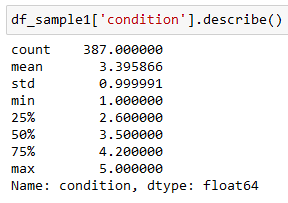 df_sample1['condition'].describe()
count    387.000000
mean       3.395866
std        0.999991
min        1.000000
25%        2.600000
50%        3.500000
75%        4.200000
max        5.000000
Name: condition, dtype: float64